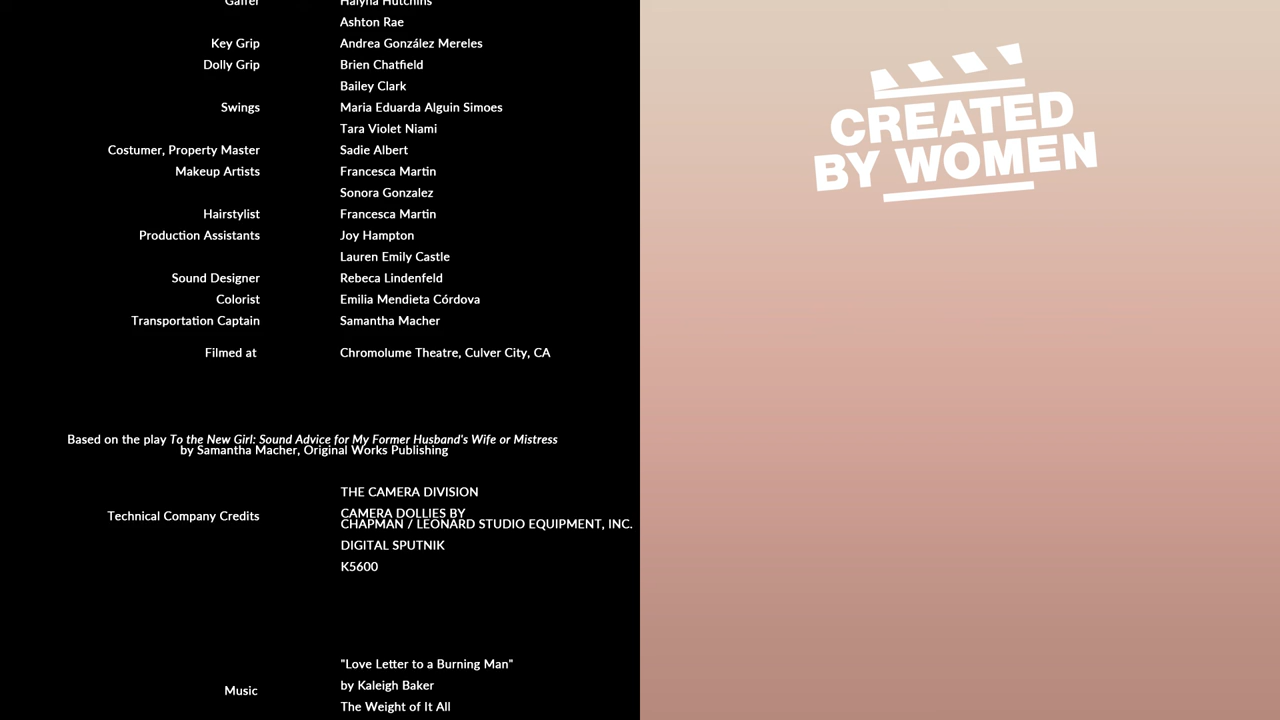 Gaffer Halyna Hutchins
Ashton Rae
Key Grip Andrea González Mereles
Dolly Grip Brien Chatfield
Bailey Clark
Swings Maria Eduarda Alguin Simoes
Tara Violet Niami
Costumer, Property Master Sadie Albert
Makeup Artists Francesca Martin
Sonora Gonzalez
Hairstylist Francesca Martin
Production Assistants Joy Hampton
Lauren Emily Castle
Sound Designer Rebeca Lindenfeld
Colorist Emilia Mendieta Córdova
Transportation Captain Samantha Macher
Filmed at Chromolume Theatre, Culver City, CA
Based on the play To the New Girl: Sound Advice for My Former Husband's Wife or Mistress
by Samantha Macher, Original Works Publishing
Technical Company Credits
THE CAMERA DIVISION
CAMERA DOLLIES BY
CHAPMAN / LEONARD STUDIO EQUIPMENT, INC.
DIGITAL SPUTNIK
K5600
Music
"Love Letter to a Burning Man"
by Kaleigh Baker
The Weight of It All
CREATED
BY WOMEN